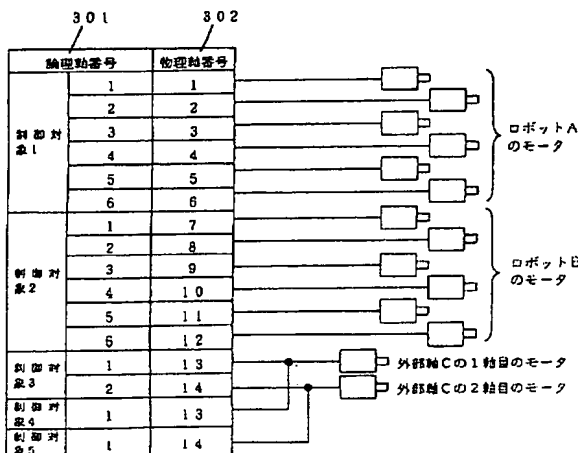 301 302
論理軸番号 物理軸番号
制御対象1
1 1
2 2
3 3
4 4
5 5
6 6
ロボットA
のモータ
制御対象2
1 7
2 8
3 9
4 10
5 11
6 12
ロボットB
のモータ
制御対象3
1 13
外部軸Cの1軸目のモータ
2 14
外部軸Cの2軸目のモータ
制御対象4
1 13
制御対象5
1 14